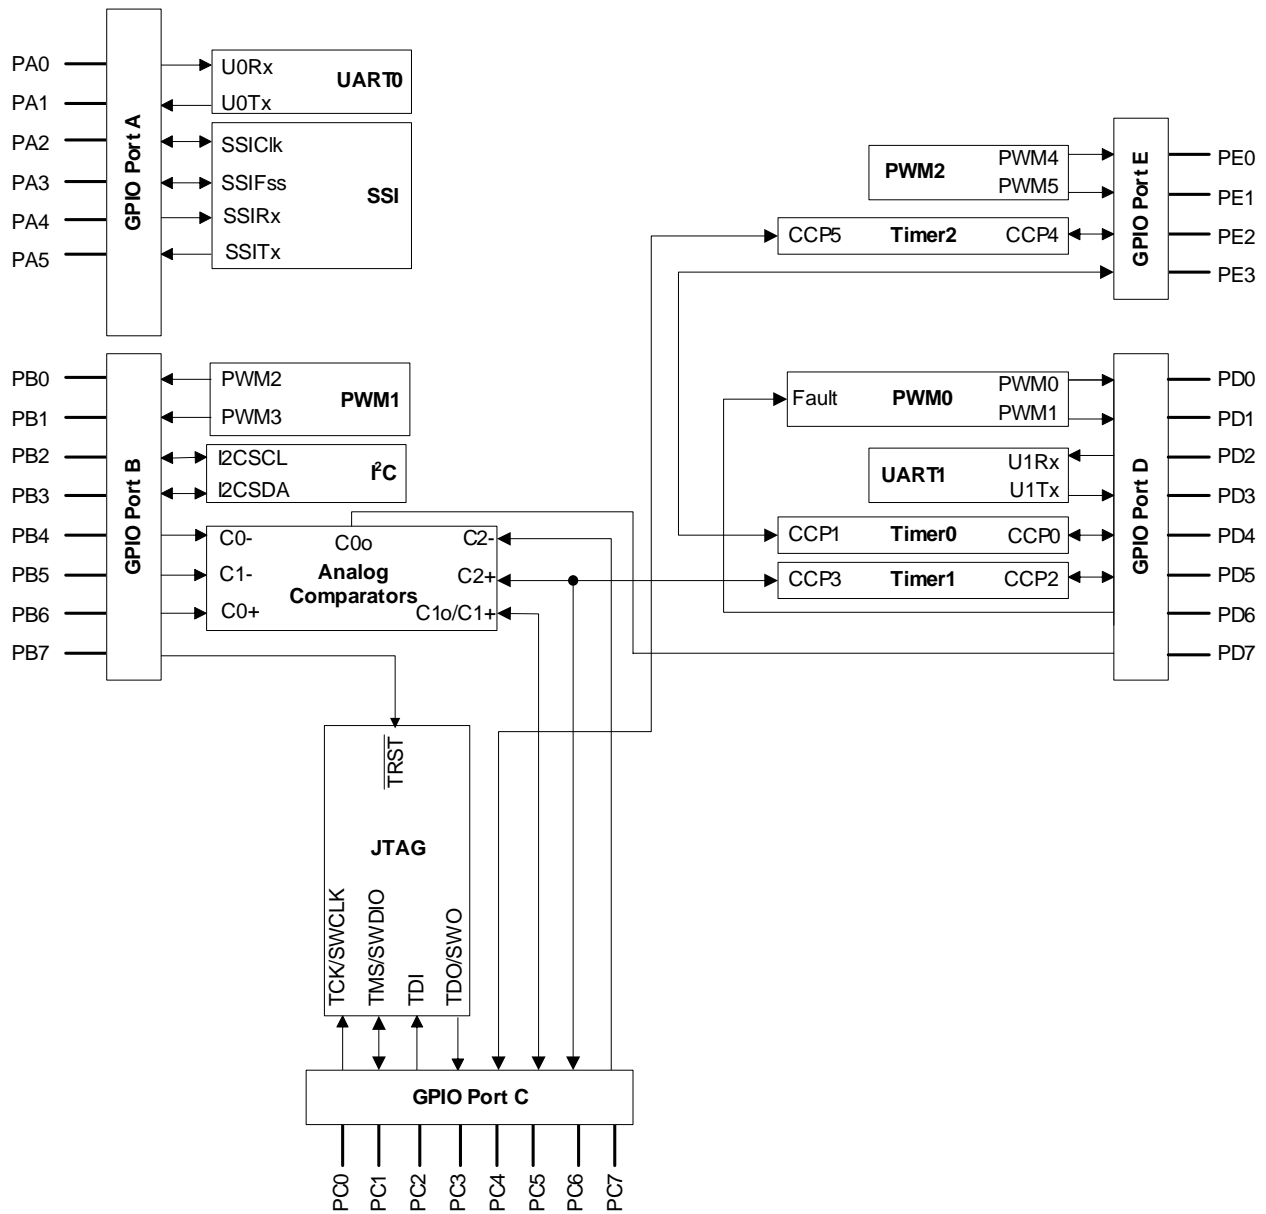 PA0
PA1
PA2
PA3
PA4
PA5
GPIO Port A
U0Rx
U0Tx
UART0
SSIClk
SSIFss
SSIRx
SSITx
SSI
PB0
PB1
PB2
PB3
PB4
PB5
PB6
PB7
GPIO Port B
PWM2
PWM3
PWM1
I2CSCL
I2CSDA
I²C
C0-
C1-
C0+
C0o
Analog
Comparators
C2-
C2+
C1o/C1+
TRST
JTAG
TCK/SWCLK
TMS/SWDIO
TDI
TDO/SWO
GPIO Port C
PC0
PC1
PC2
PC3
PC4
PC5
PC6
PC7
PWM2
PWM4
PWM5
CCP5
Timer2
CCP4
GPIO Port E
PE0
PE1
PE2
PE3
Fault
PWM0
PWM0
PWM1
UART1
U1Rx
U1Tx
CCP1
Timer0
CCP0
CCP3
Timer1
CCP2
GPIO Port D
PD0
PD1
PD2
PD3
PD4
PD5
PD6
PD7